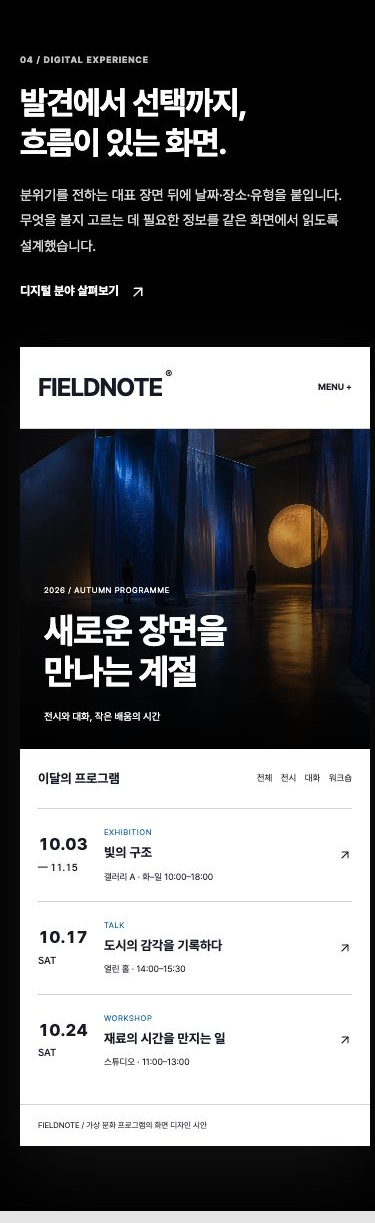 04 / DIGITAL EXPERIENCE
발견에서 선택까지,
흐름이 있는 화면.
분위기를 전하는 대표 장면 뒤에 날짜·장소·유형을 붙입니다.
무엇을 볼지 고르는 데 필요한 정보를 같은 화면에서 읽도록
설계했습니다.
디지털 분야 살펴보기 ↗
FIELDNOTE®
MENU +
2026 / AUTUMN PROGRAMME
새로운 장면을
만나는 계절
전시와 대화, 작은 배움의 시간
이달의 프로그램
전체 전시 대화 워크숍
10.03
— 11.15
EXHIBITION
빛의 구조
갤러리 A · 화–일 10:00–18:00
↗
10.17
SAT
TALK
도시의 감각을 기록하다
열린 홀 · 14:00–15:30
↗
10.24
SAT
WORKSHOP
재료의 시간을 만지는 일
스튜디오 · 11:00–13:00
↗
FIELDNOTE / 가상 문화 프로그램의 화면 디자인 시안